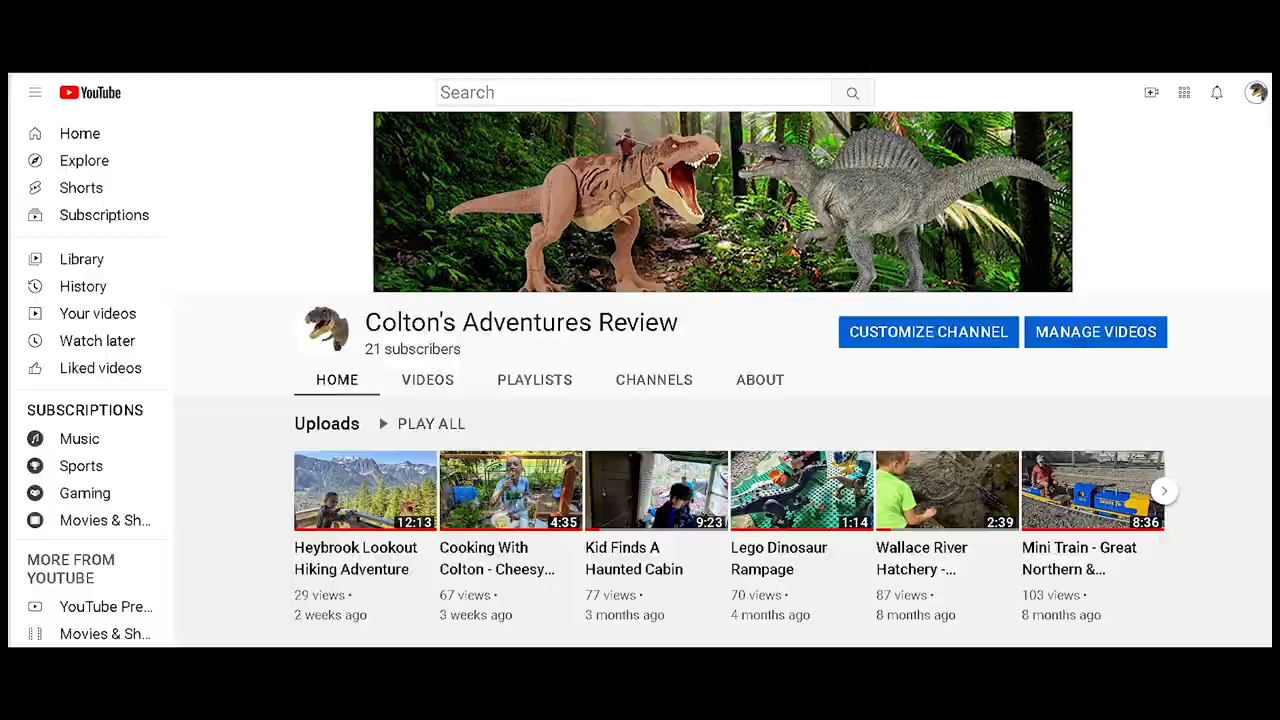 YouTube
Search
Home
Explore
Shorts
Subscriptions
Library
History
Your videos
Watch later
Liked videos
SUBSCRIPTIONS
Music
Sports
Gaming
Movies & Sh...
MORE FROM
YOUTUBE
YouTube Pre...
Movies & Sh...
Colton's Adventures Review
21 subscribers
CUSTOMIZE CHANNEL
MANAGE VIDEOS
HOME VIDEOS PLAYLISTS CHANNELS ABOUT
Uploads PLAY ALL
12:13
Heybrook Lookout
Hiking Adventure
29 views •
2 weeks ago
4:35
Cooking With
Colton - Cheesy...
67 views •
3 weeks ago
9:23
Kid Finds A
Haunted Cabin
77 views •
3 months ago
1:14
Lego Dinosaur
Rampage
70 views •
4 months ago
2:39
Wallace River
Hatchery -...
87 views •
8 months ago
8:36
Mini Train - Great
Northern &...
103 views •
8 months ago